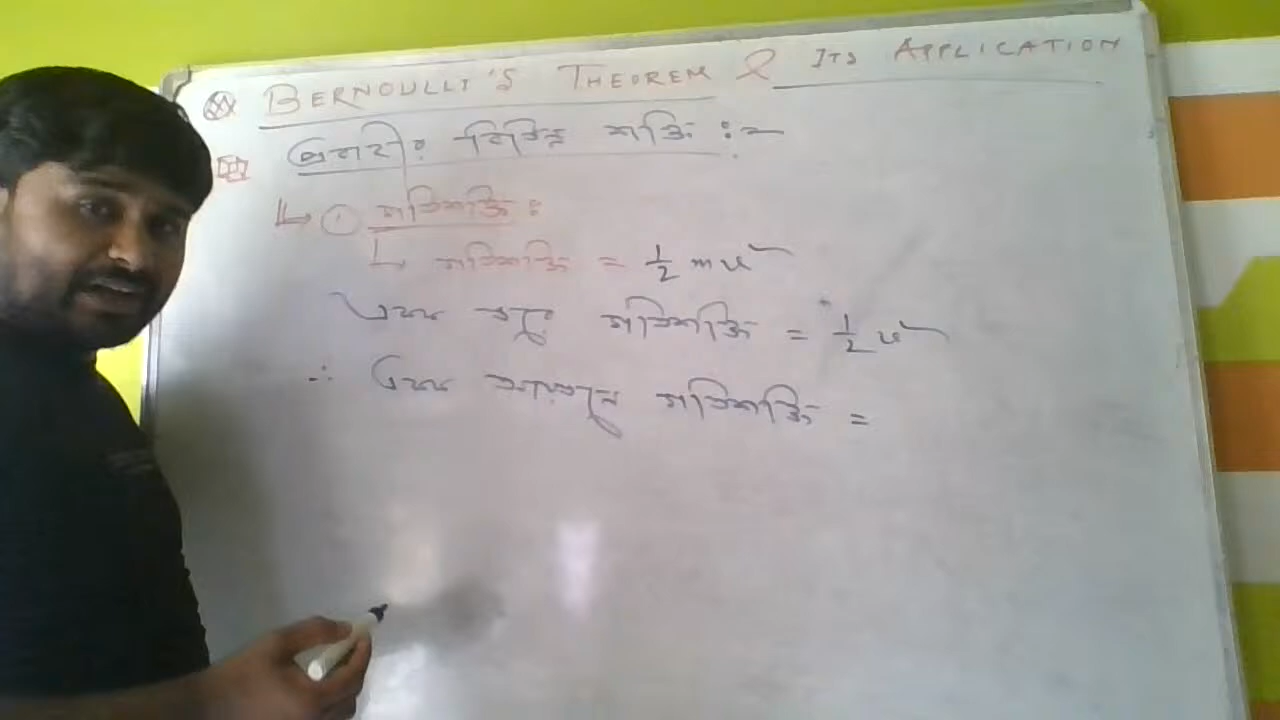 BERNOULLI'S THEOREM & ITS APPLICATION
প্রবাহীর বিভিন্ন শক্তি :-
① গতিশক্তি :
গতিশক্তি = 1/2 mv²
একক ভরে গতিশক্তি = 1/2 v²
∴ একক আয়তনে গতিশক্তি =